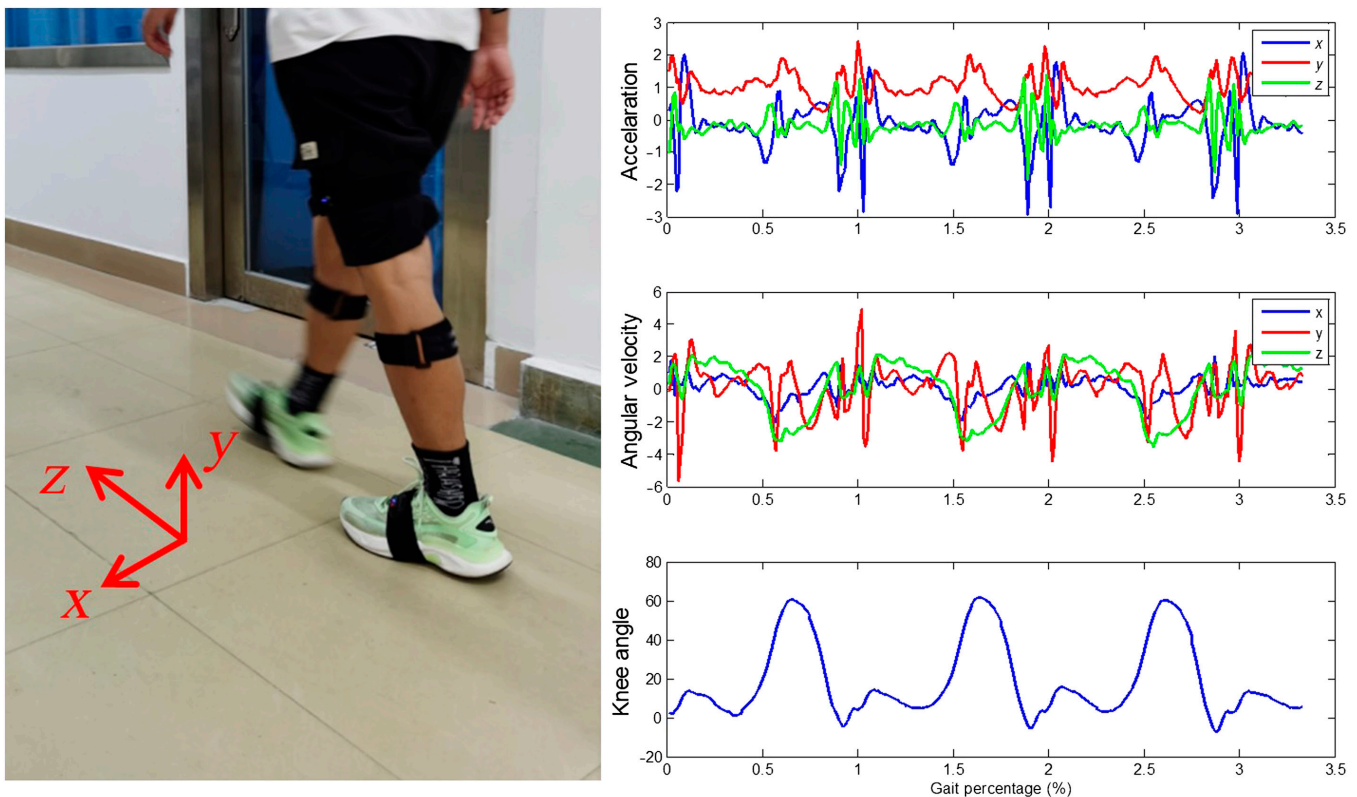 y
z
x
Accelaration
3
2
1
0
−1
−2
−3
x
y
z
0 0.5 1 1.5 2 2.5 3 3.5
Angular velocity
6
4
2
0
−2
−4
−6
x
y
z
0 0.5 1 1.5 2 2.5 3 3.5
Knee angle
80
60
40
20
0
−20
0 0.5 1 1.5 2 2.5 3 3.5
Gait percentage (%)